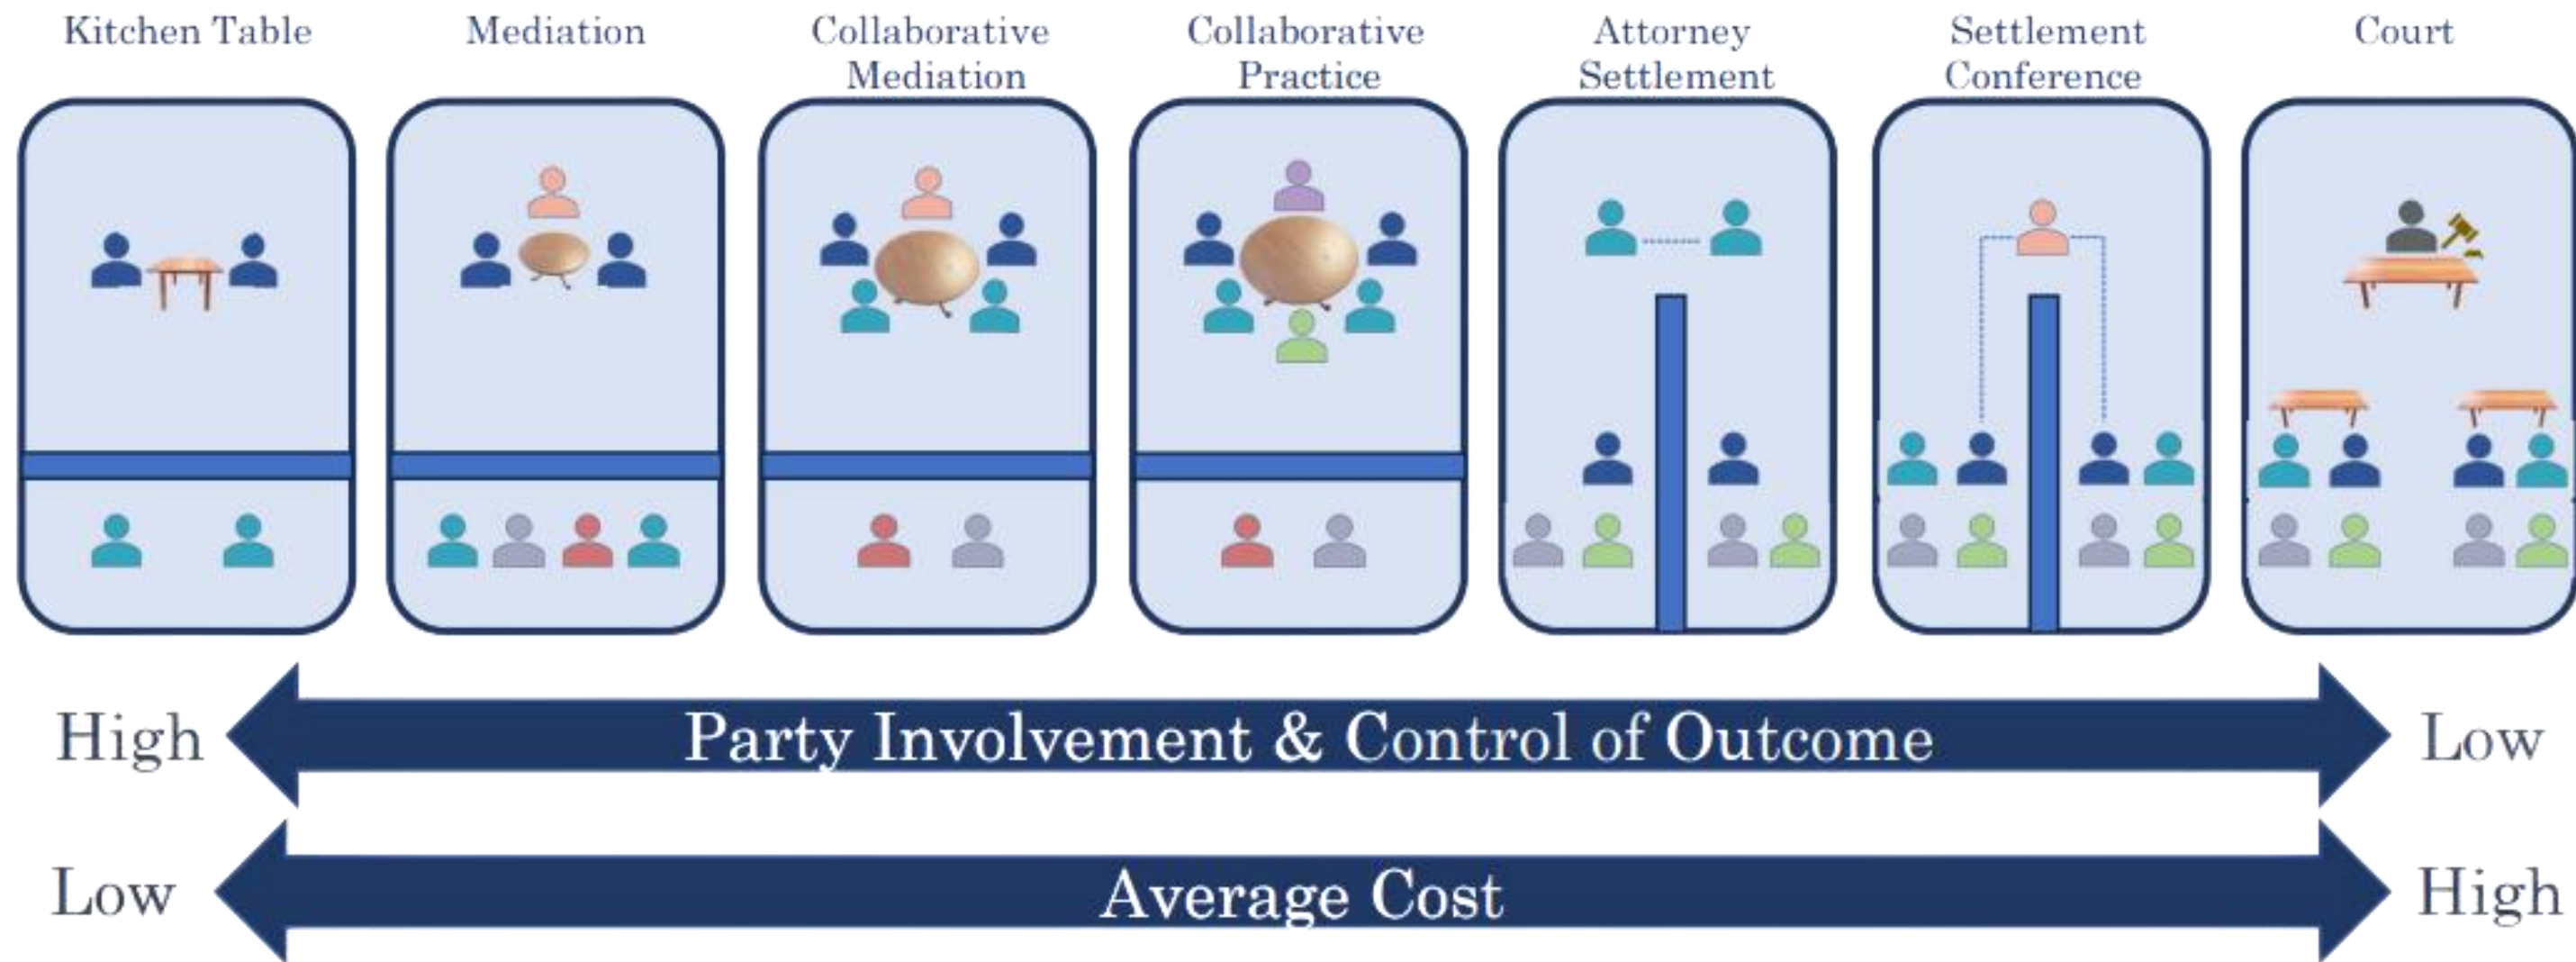 Kitchen Table
Mediation
Collaborative
Mediation
Collaborative
Practice
Attorney
Settlement
Settlement
Conference
Court
High
Party Involvement & Control of Outcome
Low
Low
Average Cost
High